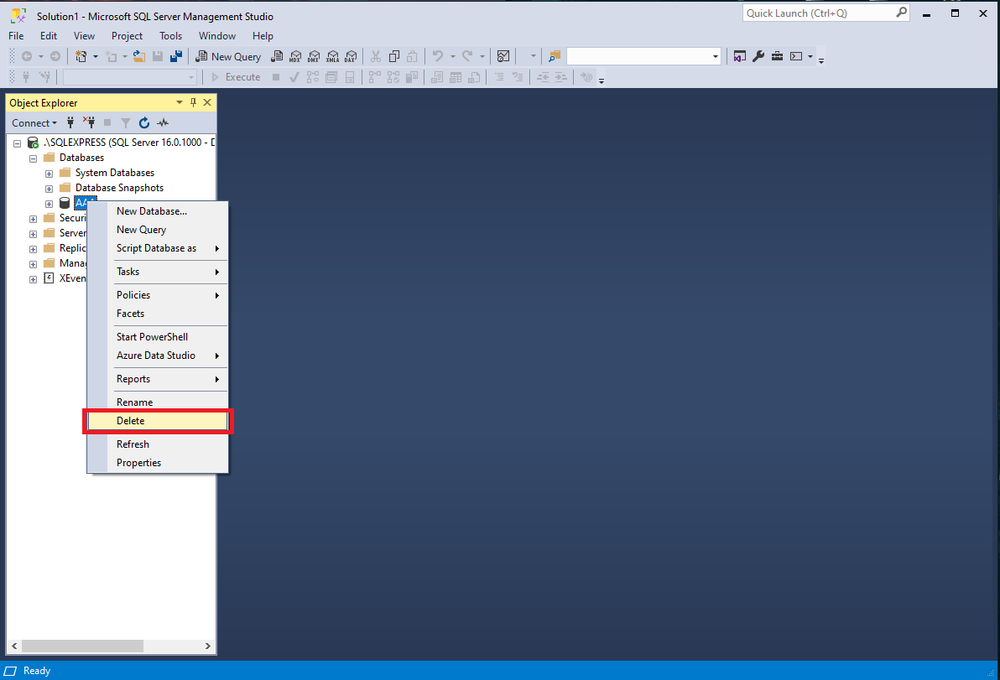 Solution1 - Microsoft SQL Server Management Studio
Quick Launch (Ctrl+Q)
File Edit View Project Tools Window Help
New Query
MDX DMX XMLA DAX
Execute
Object Explorer
Connect
.\SQLEXPRESS (SQL Server 16.0.1000 - D
Databases
System Databases
Database Snapshots
Securi
Server
Replic
Manag
XEven
New Database...
New Query
Script Database as
Tasks
Policies
Facets
Start PowerShell
Azure Data Studio
Reports
Rename
Delete
Refresh
Properties
Ready